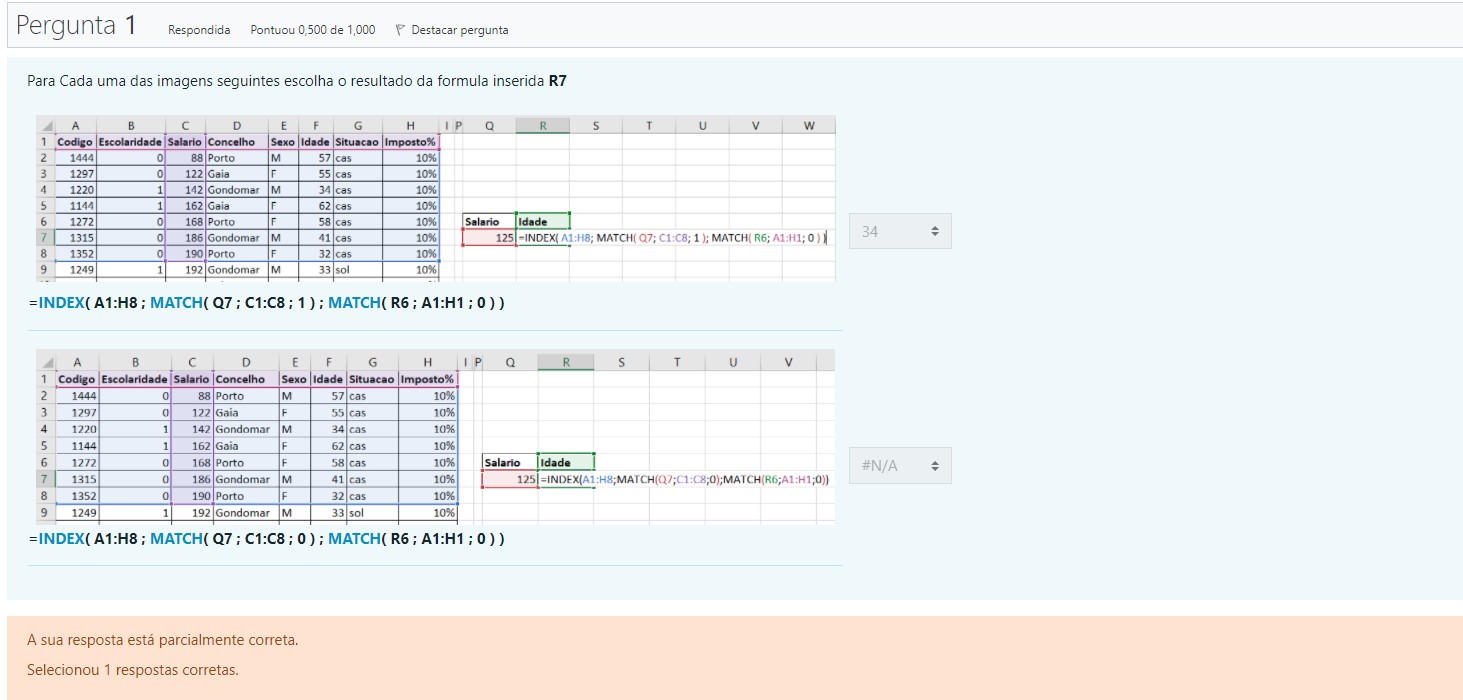 Pergunta 1 Respondida Pontuou 0,500 de 1,000 Destacar pergunta
Para Cada uma das imagens seguintes escolha o resultado da formula inserida R7
A B C D E F G H I P Q R S T U V W
1 Codigo Escolaridade Salario Concelho Sexo Idade Situacao Imposto%
2 1444 0 88 Porto M 57 cas 10%
3 1297 0 122 Gaia F 55 cas 10%
4 1220 1 142 Gondomar M 34 cas 10%
5 1144 1 162 Gaia F 62 cas 10%
6 1272 0 168 Porto F 58 cas 10% Salario Idade
7 1315 0 186 Gondomar M 41 cas 10% 125 =INDEX( A1:H8; MATCH( Q7; C1:C8; 1 ); MATCH( R6; A1:H1; 0 ) )
8 1352 0 190 Porto F 32 cas 10%
9 1249 1 192 Gondomar M 33 sol 10%
34
=INDEX( A1:H8 ; MATCH( Q7 ; C1:C8 ; 1 ) ; MATCH( R6 ; A1:H1 ; 0 ) )
A B C D E F G H I P Q R S T U V
1 Codigo Escolaridade Salario Concelho Sexo Idade Situacao Imposto%
2 1444 0 88 Porto M 57 cas 10%
3 1297 0 122 Gaia F 55 cas 10%
4 1220 1 142 Gondomar M 34 cas 10%
5 1144 1 162 Gaia F 62 cas 10%
6 1272 0 168 Porto F 58 cas 10% Salario Idade
7 1315 0 186 Gondomar M 41 cas 10% 125 =INDEX(A1:H8;MATCH(Q7;C1:C8;0);MATCH(R6;A1:H1;0))
8 1352 0 190 Porto F 32 cas 10%
9 1249 1 192 Gondomar M 33 sol 10%
#N/A
=INDEX( A1:H8 ; MATCH( Q7 ; C1:C8 ; 0 ) ; MATCH( R6 ; A1:H1 ; 0 ) )
A sua resposta está parcialmente correta.
Selecionou 1 respostas corretas.